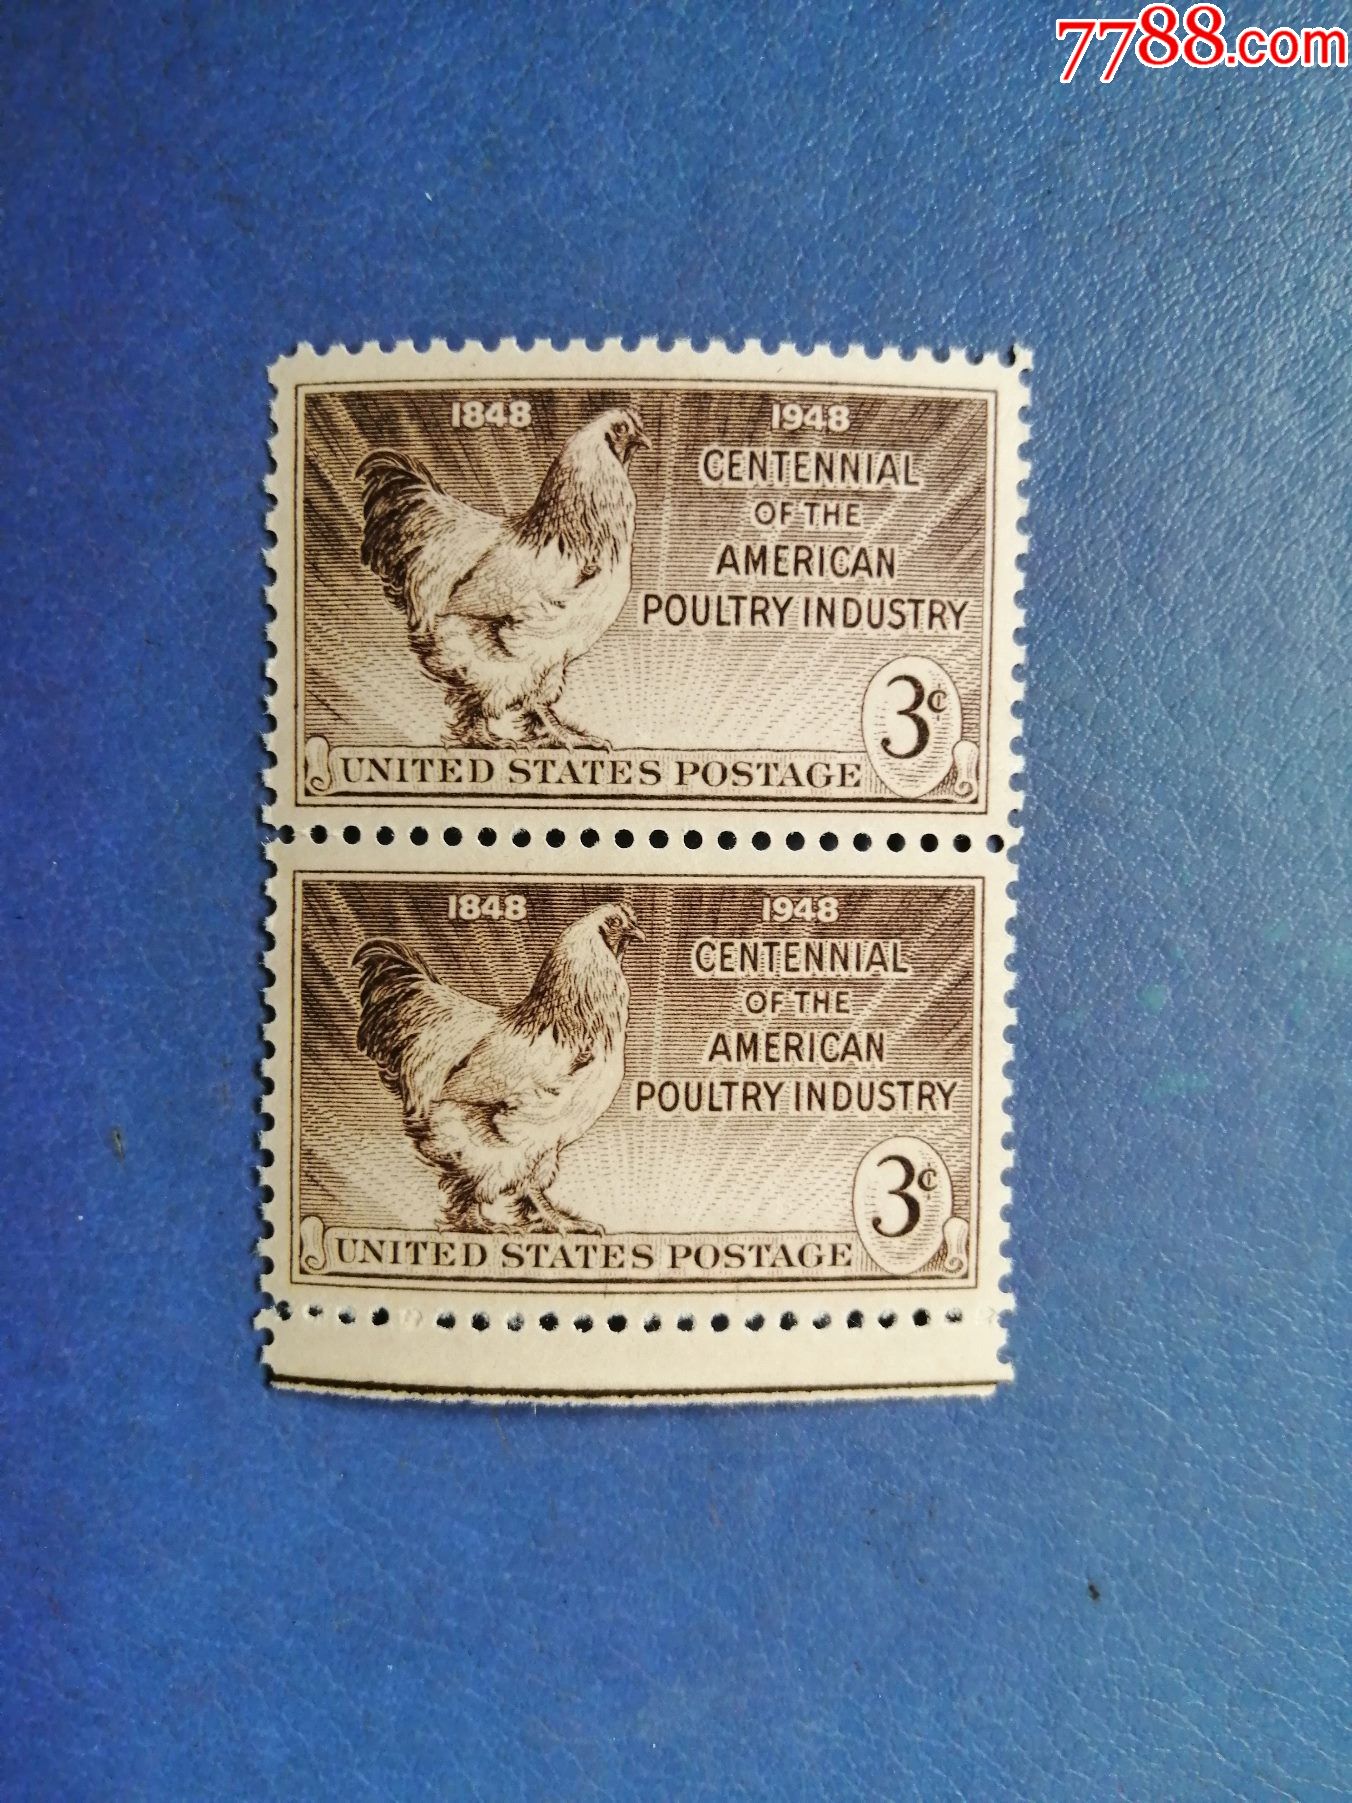 7788.com
1848 1948
CENTENNIAL
OF THE
AMERICAN
POULTRY INDUSTRY
3¢
UNITED STATES POSTAGE
1848 1948
CENTENNIAL
OF THE
AMERICAN
POULTRY INDUSTRY
3¢
UNITED STATES POSTAGE